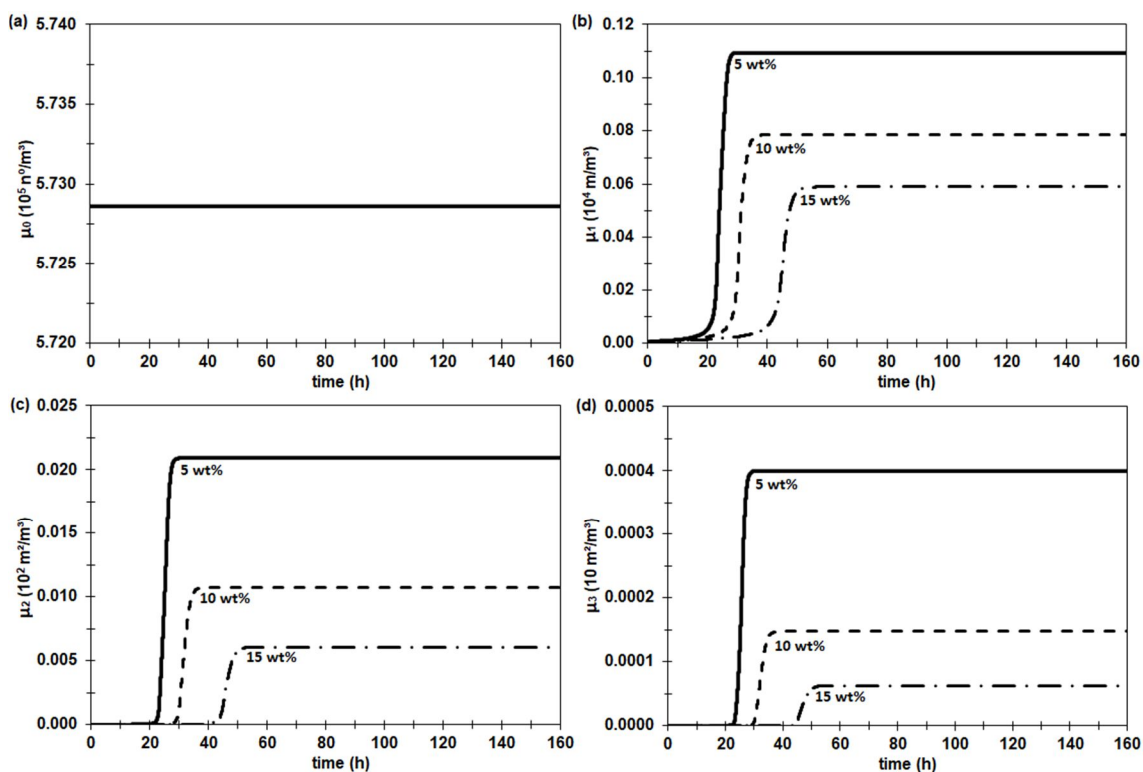 (a)
5.740
5.735
5.730
5.725
5.720
μ₀ (10⁵ nº/m³)
0 20 40 60 80 100 120 140 160
time (h)
(b)
0.12
0.10
0.08
0.06
0.04
0.02
0.00
μ₁ (10⁴ m/m³)
5 wt%
10 wt%
15 wt%
0 20 40 60 80 100 120 140 160
time (h)
(c)
0.025
0.020
0.015
0.010
0.005
0.000
μ₂ (10² m²/m³)
5 wt%
10 wt%
15 wt%
0 20 40 60 80 100 120 140 160
time (h)
(d)
0.0005
0.0004
0.0003
0.0002
0.0001
0.0000
μ₃ (10 m²/m³)
5 wt%
10 wt%
15 wt%
0 20 40 60 80 100 120 140 160
time (h)